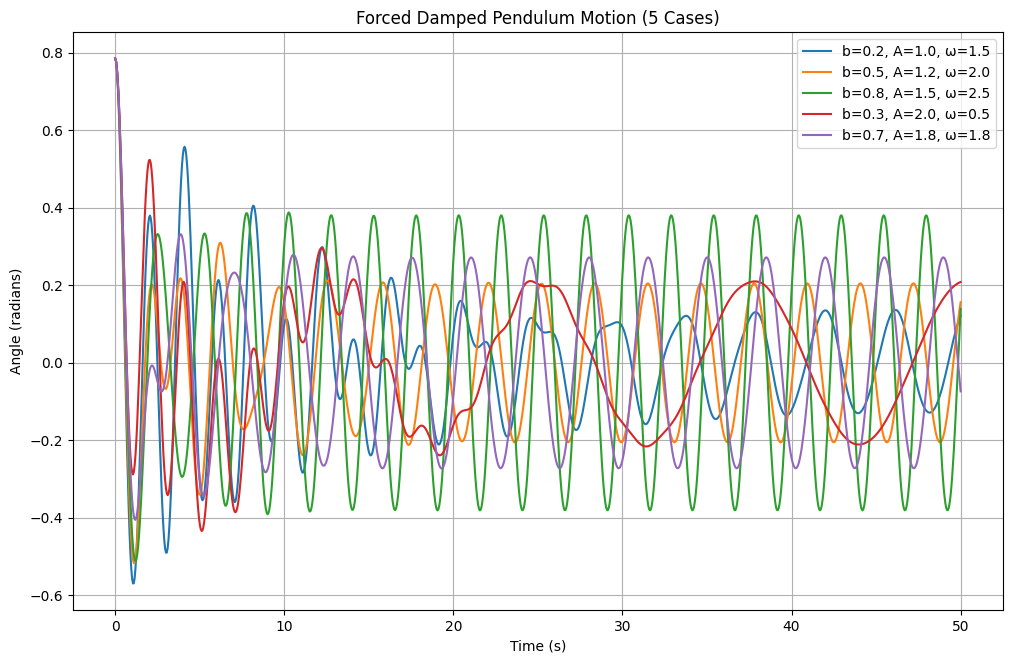 Forced Damped Pendulum Motion (5 Cases)
b=0.2, A=1.0, ω=1.5
b=0.5, A=1.2, ω=2.0
b=0.8, A=1.5, ω=2.5
b=0.3, A=2.0, ω=0.5
b=0.7, A=1.8, ω=1.8
Angle (radians)
0.8
0.6
0.4
0.2
0.0
−0.2
−0.4
−0.6
0 10 20 30 40 50
Time (s)